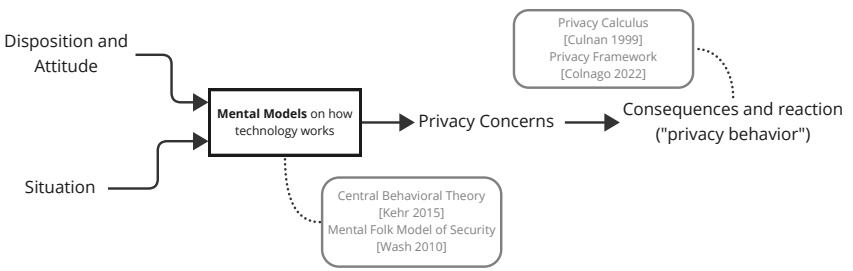 Disposition and
Attitude
Situation
Mental Models on how
technology works
Privacy Concerns
Consequences and reaction
("privacy behavior")
Privacy Calculus
[Culnan 1999]
Privacy Framework
[Colnago 2022]
Central Behavioral Theory
[Kehr 2015]
Mental Folk Model of Security
[Wash 2010]